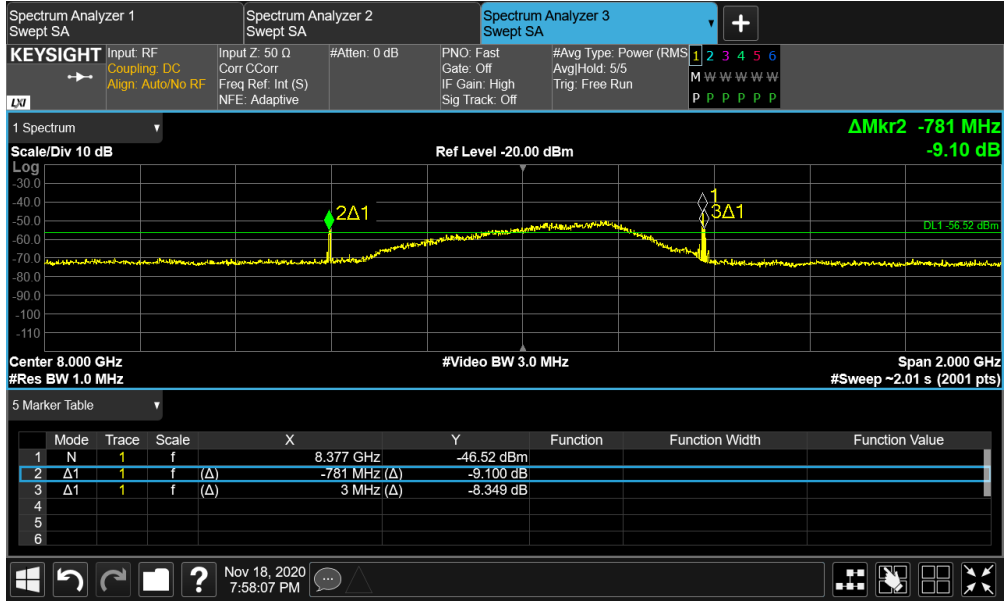 Spectrum Analyzer 1
Swept SA
Spectrum Analyzer 2
Swept SA
Spectrum Analyzer 3
Swept SA
▼
+
KEYSIGHT
LXI
Input: RF
Coupling: DC
Align: Auto/No RF
Input Z: 50 Ω
Corr CCorr
Freq Ref: Int (S)
NFE: Adaptive
#Atten: 0 dB
PNO: Fast
Gate: Off
IF Gain: High
Sig Track: Off
#Avg Type: Power (RMS
Avg|Hold: 5/5
Trig: Free Run
1 2 3 4 5 6
M W W W W W
P P P P P P
1 Spectrum ▼
ΔMkr2 -781 MHz
-9.10 dB
Scale/Div 10 dB
Ref Level -20.00 dBm
Log
-30.0
-40.0
-50.0
-60.0
-70.0
-80.0
-90.0
-100
-110
2Δ1
1
3Δ1
DL1 -56.52 dBm
Center 8.000 GHz
#Video BW 3.0 MHz
Span 2.000 GHz
#Res BW 1.0 MHz
#Sweep ~2.01 s (2001 pts)
5 Marker Table ▼
Mode Trace Scale X Y Function Function Width Function Value
1 N 1 f 8.377 GHz -46.52 dBm
2 Δ1 1 f (Δ) -781 MHz (Δ) -9.100 dB
3 Δ1 1 f (Δ) 3 MHz (Δ) -8.349 dB
4
5
6
?
Nov 18, 2020
7:58:07 PM